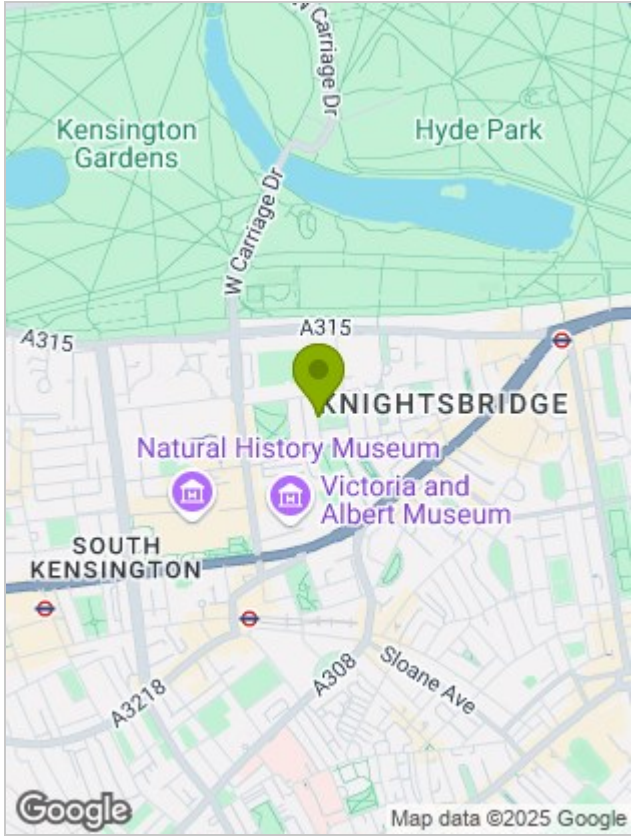 W Carriage Dr
Kensington
Gardens
Hyde Park
W Carriage Dr
A315
A315
KNIGHTSBRIDGE
Natural History Museum
Victoria and
Albert Museum
SOUTH
KENSINGTON
A308
Sloane Ave
A3218
Google
Map data ©2025 Google